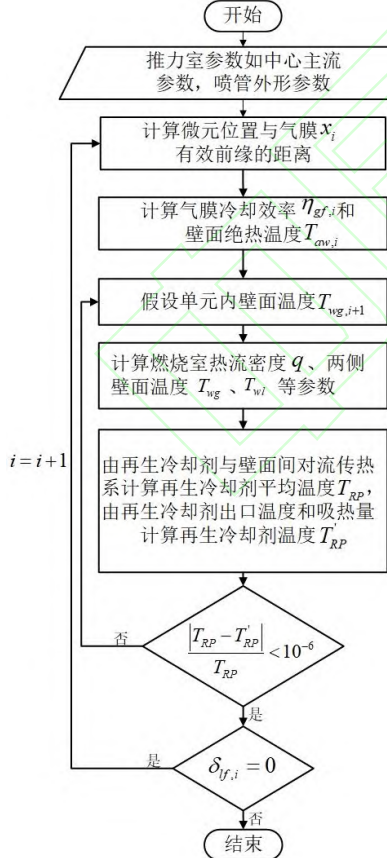 开始
推力室参数如中心主流
参数，喷管外形参数
计算微元位置与气膜 x_i
有效前缘的距离
计算气膜冷却效率 η_{gf,i} 和
壁面绝热温度 T_{aw,i}
假设单元内壁面温度 T_{wg,i+1}
计算燃烧室热流密度 q、两侧
壁面温度 T_{wg}、T_{wl} 等参数
i = i+1
由再生冷却剂与壁面间对流传热
系计算再生冷却剂平均温度 T_{RP}，
由再生冷却剂出口温度和吸热量
计算再生冷却剂温度 T'_{RP}
否
|T_{RP} − T'_{RP}| / T_{RP} < 10^{-6}
是
是
δ_{lf,i} = 0
否
结束